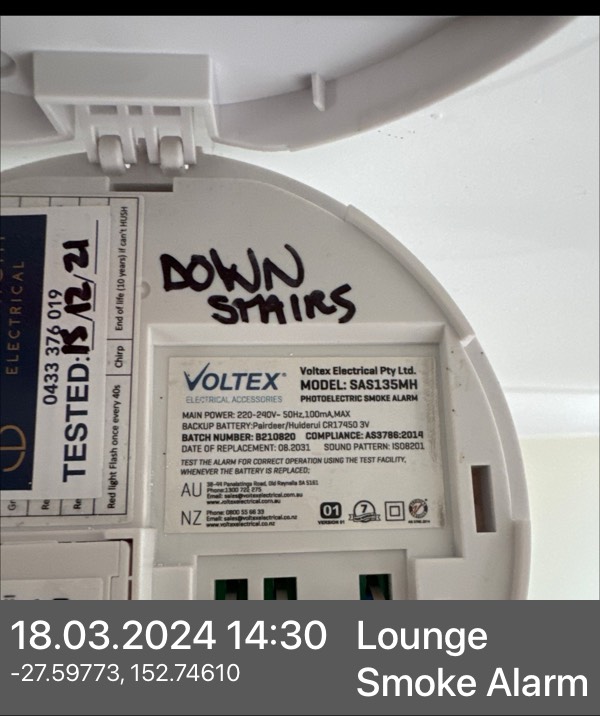 DOWN
STAIRS
ELECTRICAL
0433 376 019
TESTED: 15/12/21
Red light Flash once every 40s
Chirp
End of life (10 years) if can't HUSH
VOLTEX®
ELECTRICAL ACCESSORIES
Voltex Electrical Pty Ltd.
MODEL: SAS135MH
PHOTOELECTRIC SMOKE ALARM
MAIN POWER: 220-240V~ 50Hz,100mA,MAX
BACKUP BATTERY:Pairdeer/Huiderui CR17450 3V
BATCH NUMBER: B210820 COMPLIANCE: AS3786:2014
DATE OF REPLACEMENT: 08.2031 SOUND PATTERN: ISO8201
TEST THE ALARM FOR CORRECT OPERATION USING THE TEST FACILITY,
WHENEVER THE BATTERY IS REPLACED;
AU
38-44 Panalatinga Road, Old Reynella SA 5161
Email: sales@voltexelectrical.com.au
www.voltexelectrical.com.au
NZ
Phone: 0800 55 88 33
Email: sales@voltexelectrical.co.nz
www.voltexelectrical.co.nz
01
VERSION 01
7
18.03.2024 14:30
-27.59773, 152.74610
Lounge
Smoke Alarm